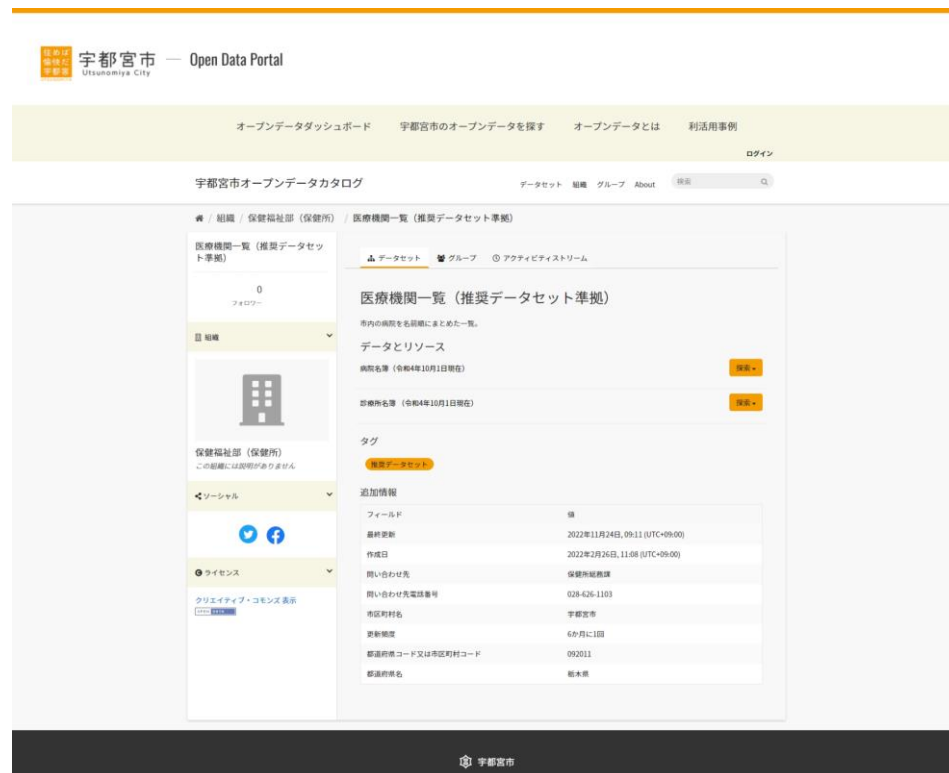 住めば
愉快だ
宇都宮
宇都宮市
Utsunomiya City
Open Data Portal
オープンデータダッシュボード 宇都宮市のオープンデータを探す オープンデータとは 利活用事例
ログイン
宇都宮市オープンデータカタログ
データセット 組織 グループ About 検索
/ 組織 / 保健福祉部（保健所） / 医療機関一覧（推奨データセット準拠）
医療機関一覧（推奨データセッ
ト準拠）
0
フォロワー
組織
保健福祉部（保健所）
この組織には説明がありません
ソーシャル
ライセンス
クリエイティブ・コモンズ 表示
データセット グループ アクティビティストリーム
医療機関一覧（推奨データセット準拠）
市内の病院を名前順にまとめた一覧。
データとリソース
病院名簿（令和4年10月1日現在）
探索
診療所名簿 （令和4年10月1日現在）
探索
タグ
推奨データセット
追加情報
フィールド 値
最終更新 2022年11月24日, 09:11 (UTC+09:00)
作成日 2022年2月26日, 11:08 (UTC+09:00)
問い合わせ先 保健所総務課
問い合わせ先電話番号 028-626-1103
市区町村名 宇都宮市
更新頻度 6か月に1回
都道府県コード又は市区町村コード 092011
都道府県名 栃木県
宇都宮市